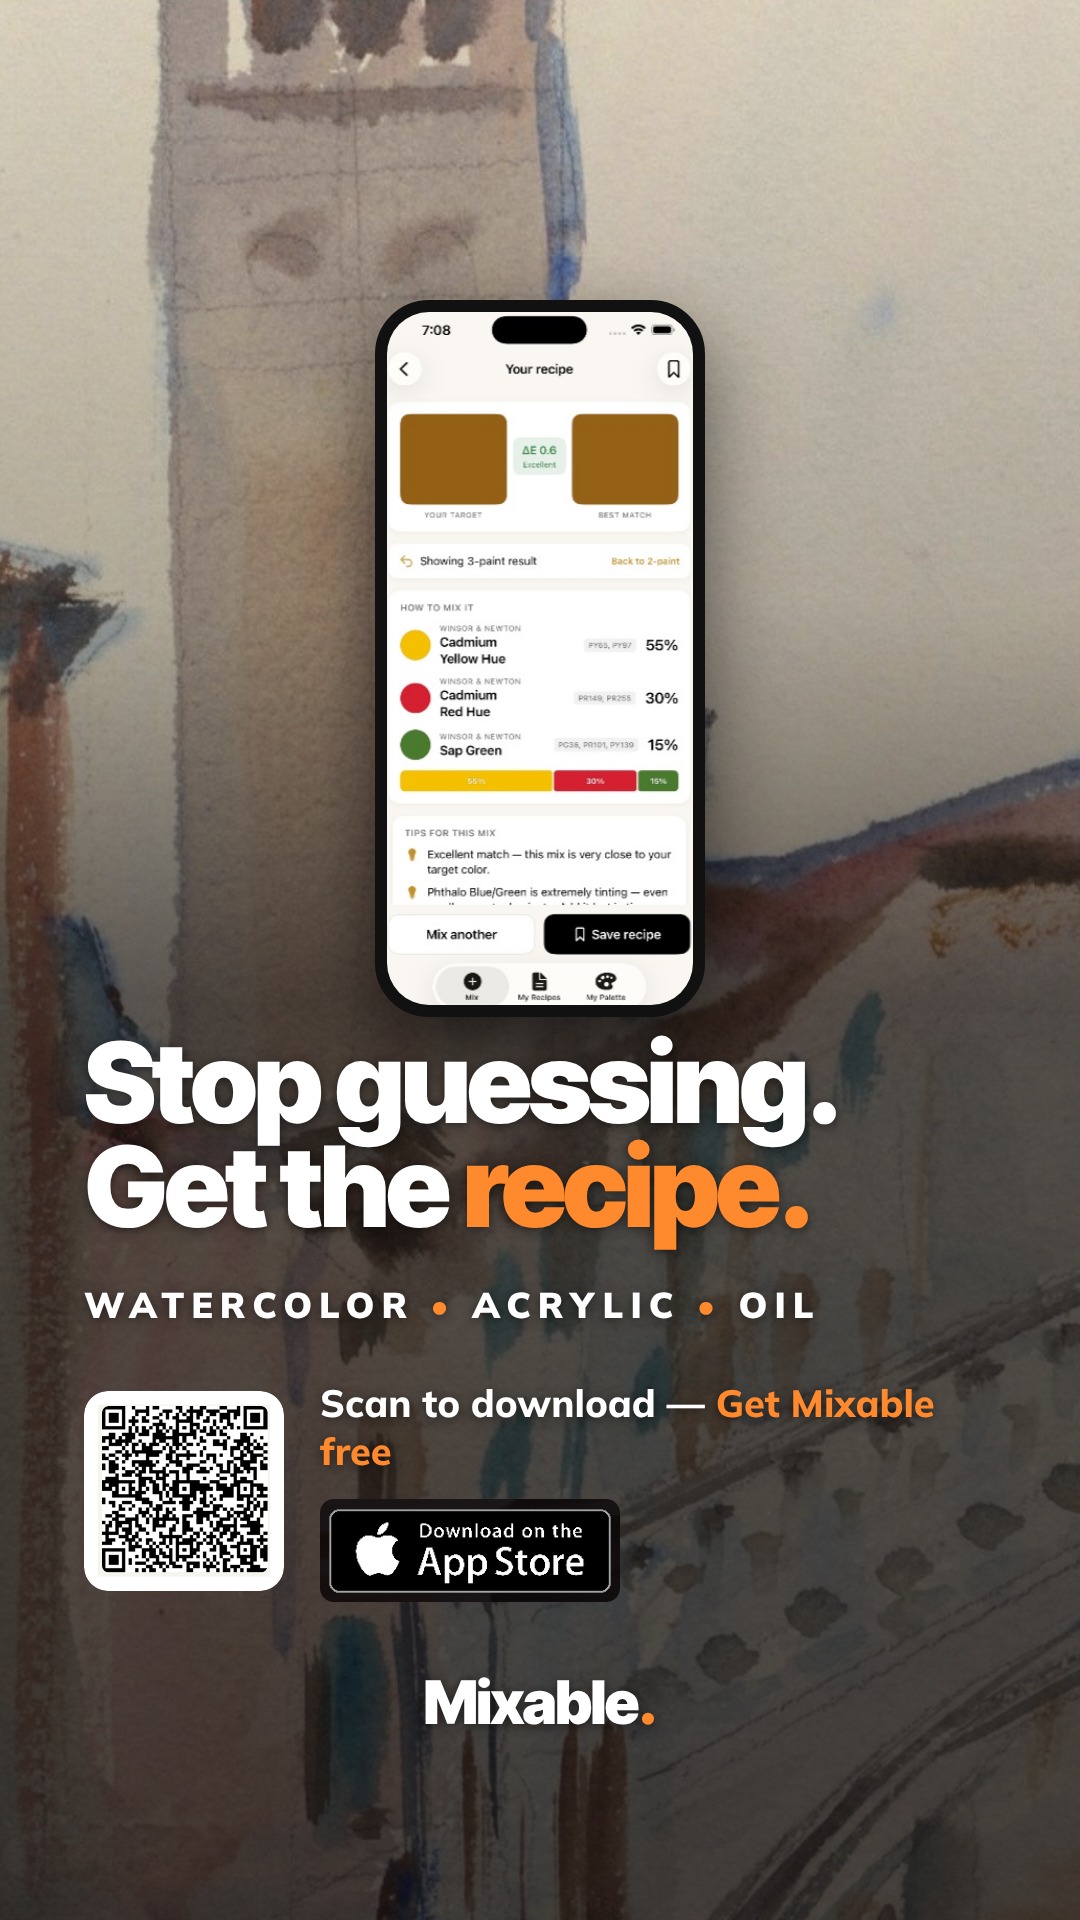 7:08
Your recipe
ΔE 0.6
Excellent
YOUR TARGET
BEST MATCH
Showing 3-paint result
Back to 2-paint
HOW TO MIX IT
WINSOR & NEWTON
Cadmium
Yellow Hue
PY65, PY97
55%
WINSOR & NEWTON
Cadmium
Red Hue
PR149, PR255
30%
WINSOR & NEWTON
Sap Green
PG36, PR101, PY139
15%
55%
30%
15%
TIPS FOR THIS MIX
Excellent match — this mix is very close to your
target color.
Phthalo Blue/Green is extremely tinting — even
Mix another
Save recipe
Mix
My Recipes
My Palette
Stop guessing.
Get the recipe.
WATERCOLOR • ACRYLIC • OIL
Scan to download — Get Mixable
free
Download on the
App Store
Mixable.